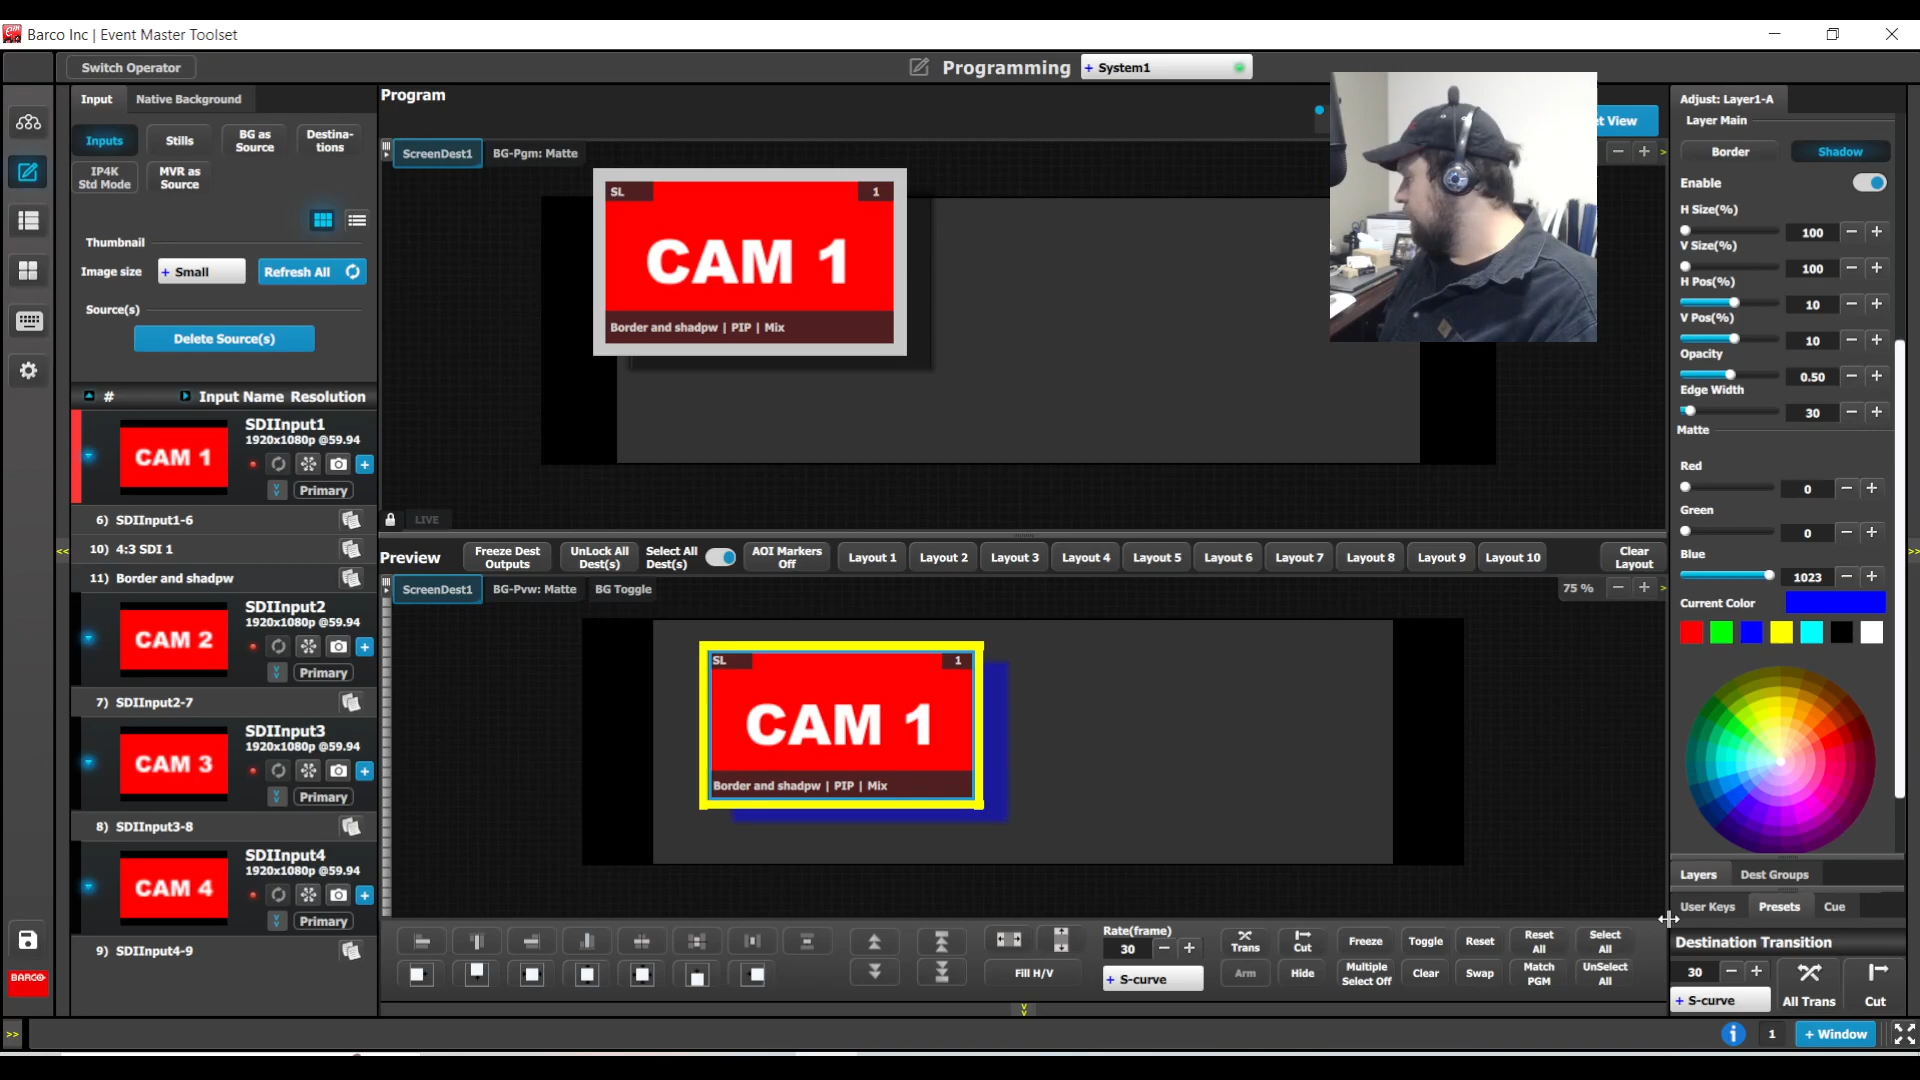 Barco Inc | Event Master Toolset
Switch Operator
Programming
+ System1
Input
Native Background
Inputs
Stills
BG as
Source
Destina-
tions
IP4K
Std Mode
MVR as
Source
Thumbnail
Image size
+ Small
Refresh All
Source(s)
Delete Source(s)
#
Input Name
Resolution
CAM 1
SDIInput1
1920x1080p @59.94
Primary
6) SDIInput1-6
10) 4:3 SDI 1
11) Border and shadpw
CAM 2
SDIInput2
1920x1080p @59.94
Primary
7) SDIInput2-7
CAM 3
SDIInput3
1920x1080p @59.94
Primary
8) SDIInput3-8
CAM 4
SDIInput4
1920x1080p @59.94
Primary
9) SDIInput4-9
BARCO
Program
ScreenDest1
BG-Pgm: Matte
SL
1
CAM 1
Border and shadpw | PIP | Mix
LIVE
Preview
Freeze Dest
Outputs
UnLock All
Dest(s)
Select All
Dest(s)
AOI Markers
Off
Layout 1
Layout 2
Layout 3
Layout 4
Layout 5
Layout 6
Layout 7
Layout 8
Layout 9
Layout 10
Clear
Layout
ScreenDest1
BG-Pvw: Matte
BG Toggle
75 %
SL
1
CAM 1
Border and shadpw | PIP | Mix
Fill H/V
Rate(frame)
30
+ S-curve
Trans
Arm
Cut
Hide
Freeze
Multiple
Select Off
Toggle
Clear
Reset
Swap
Reset
All
Match
PGM
Select
All
UnSelect
All
View
Adjust: Layer1-A
Layer Main
Border
Shadow
Enable
H Size(%)
100
V Size(%)
100
H Pos(%)
10
V Pos(%)
10
Opacity
0.50
Edge Width
30
Matte
Red
0
Green
0
Blue
1023
Current Color
Layers
Dest Groups
User Keys
Presets
Cue
Destination Transition
30
+ S-curve
All Trans
Cut
1
+ Window